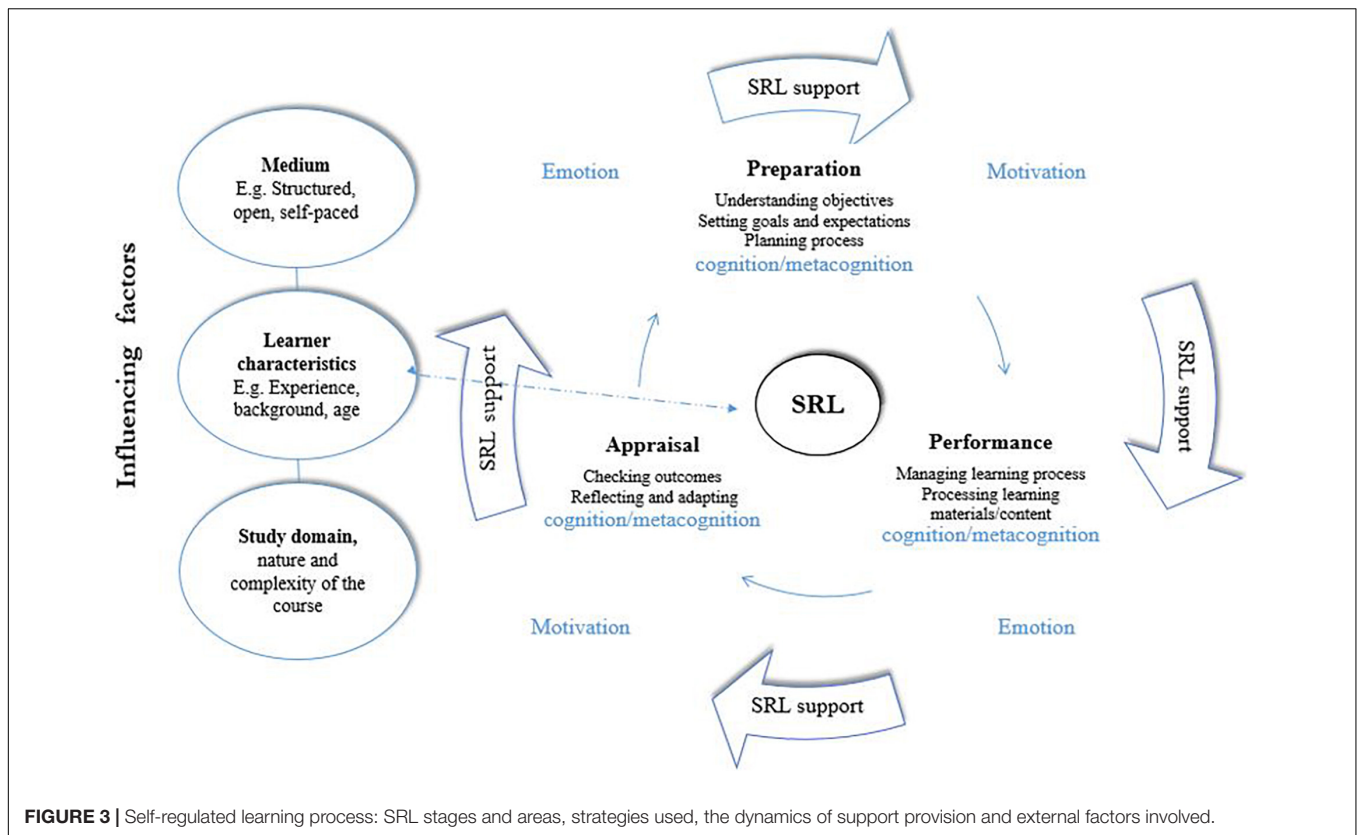 Influencing factors
Medium
E.g. Structured,
open, self-paced
Learner
characteristics
E.g. Experience,
background, age
Study domain,
nature and
complexity of the
course
SRL support
Emotion
Motivation
Preparation
Understanding objectives
Setting goals and expectations
Planning process
cognition/metacognition
SRL support
SRL support
SRL
Appraisal
Checking outcomes
Reflecting and adapting
cognition/metacognition
Performance
Managing learning process
Processing learning
materials/content
cognition/metacognition
Motivation
Emotion
SRL support
FIGURE 3 | Self-regulated learning process: SRL stages and areas, strategies used, the dynamics of support provision and external factors involved.